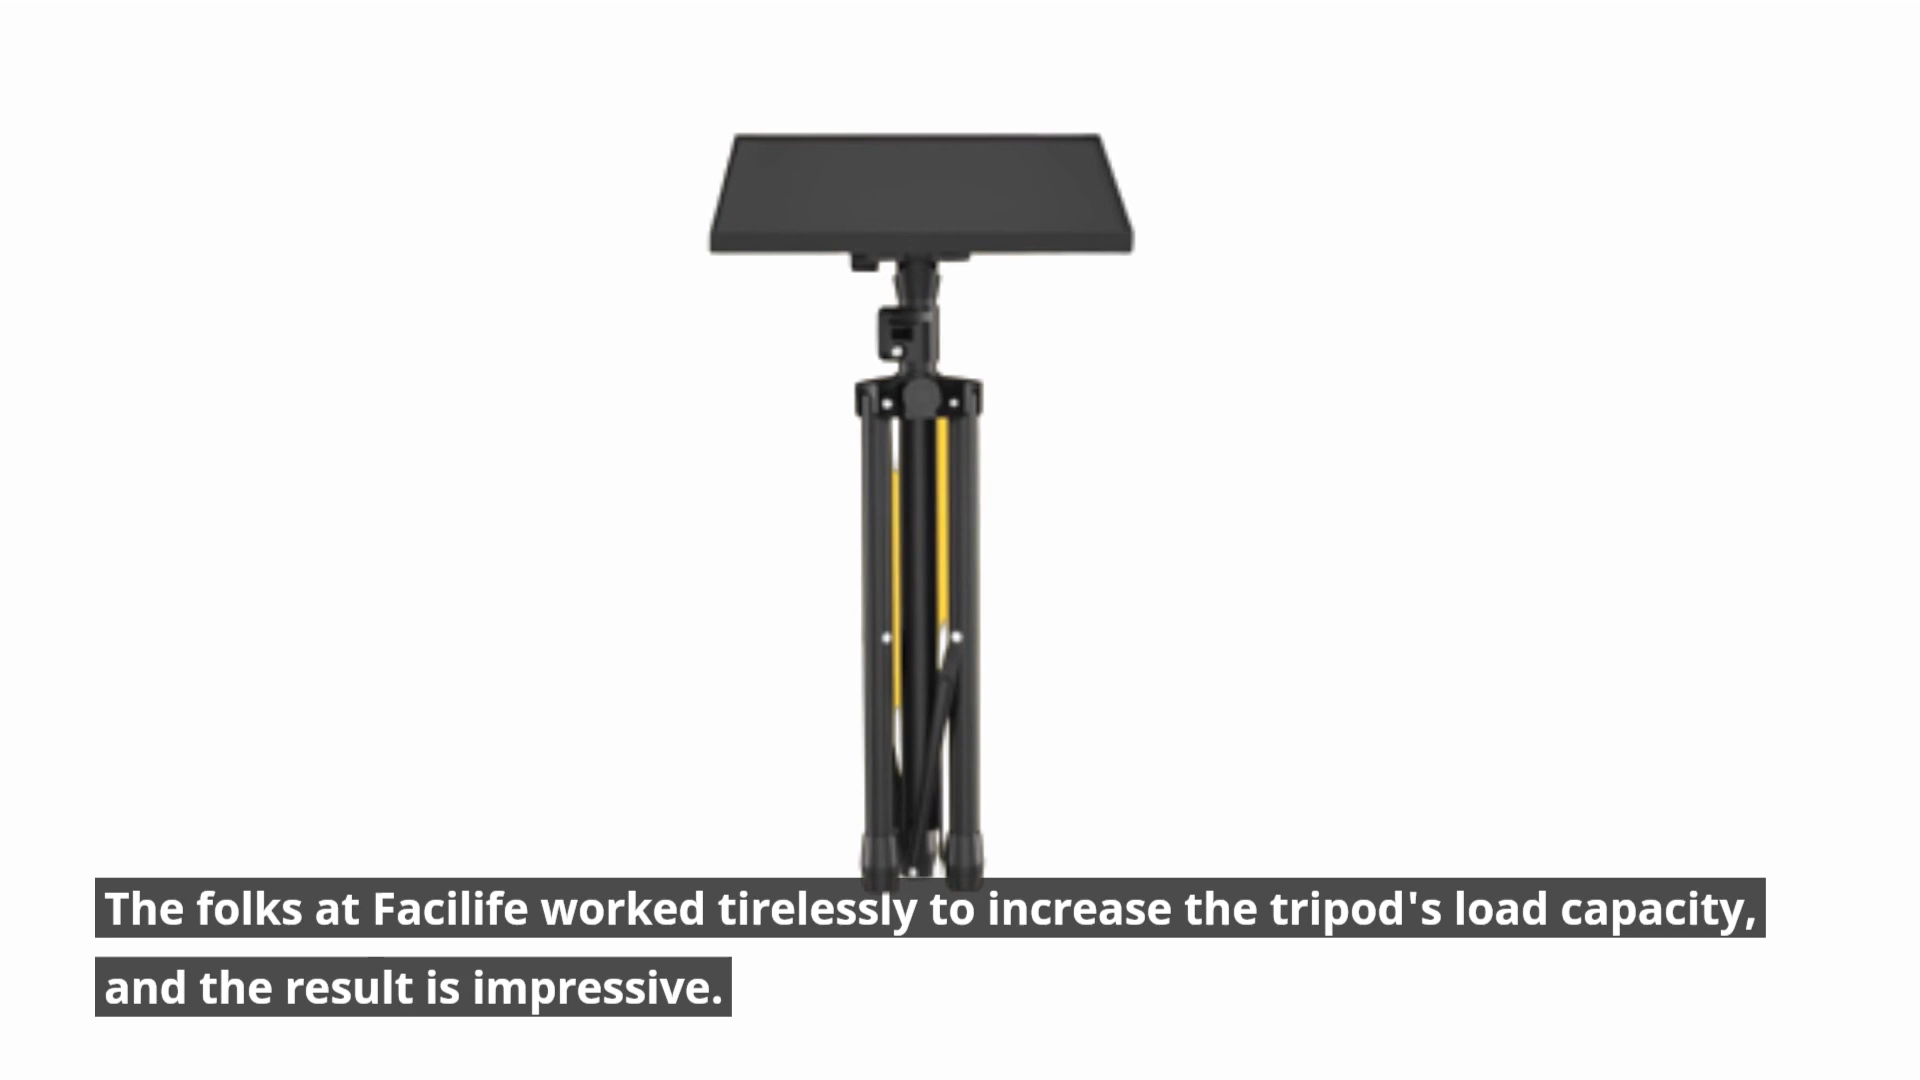 The folks at Facilife worked tirelessly to increase the tripod's load capacity,
and the result is impressive.